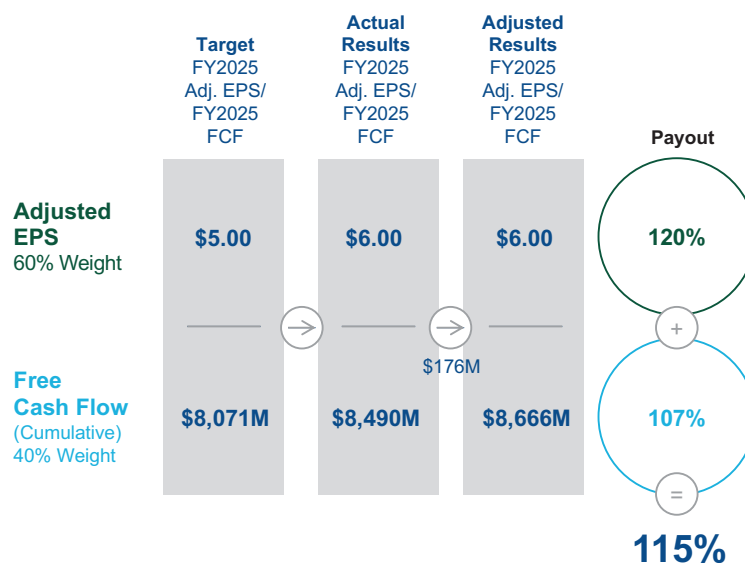 Target
FY2025
Adj. EPS/
FY2025
FCF
Actual
Results
FY2025
Adj. EPS/
FY2025
FCF
Adjusted
Results
FY2025
Adj. EPS/
FY2025
FCF
Payout
Adjusted
EPS
60% Weight
$5.00
$6.00
$6.00
120%
+
$176M
Free
Cash Flow
(Cumulative)
40% Weight
$8,071M
$8,490M
$8,666M
107%
=
115%